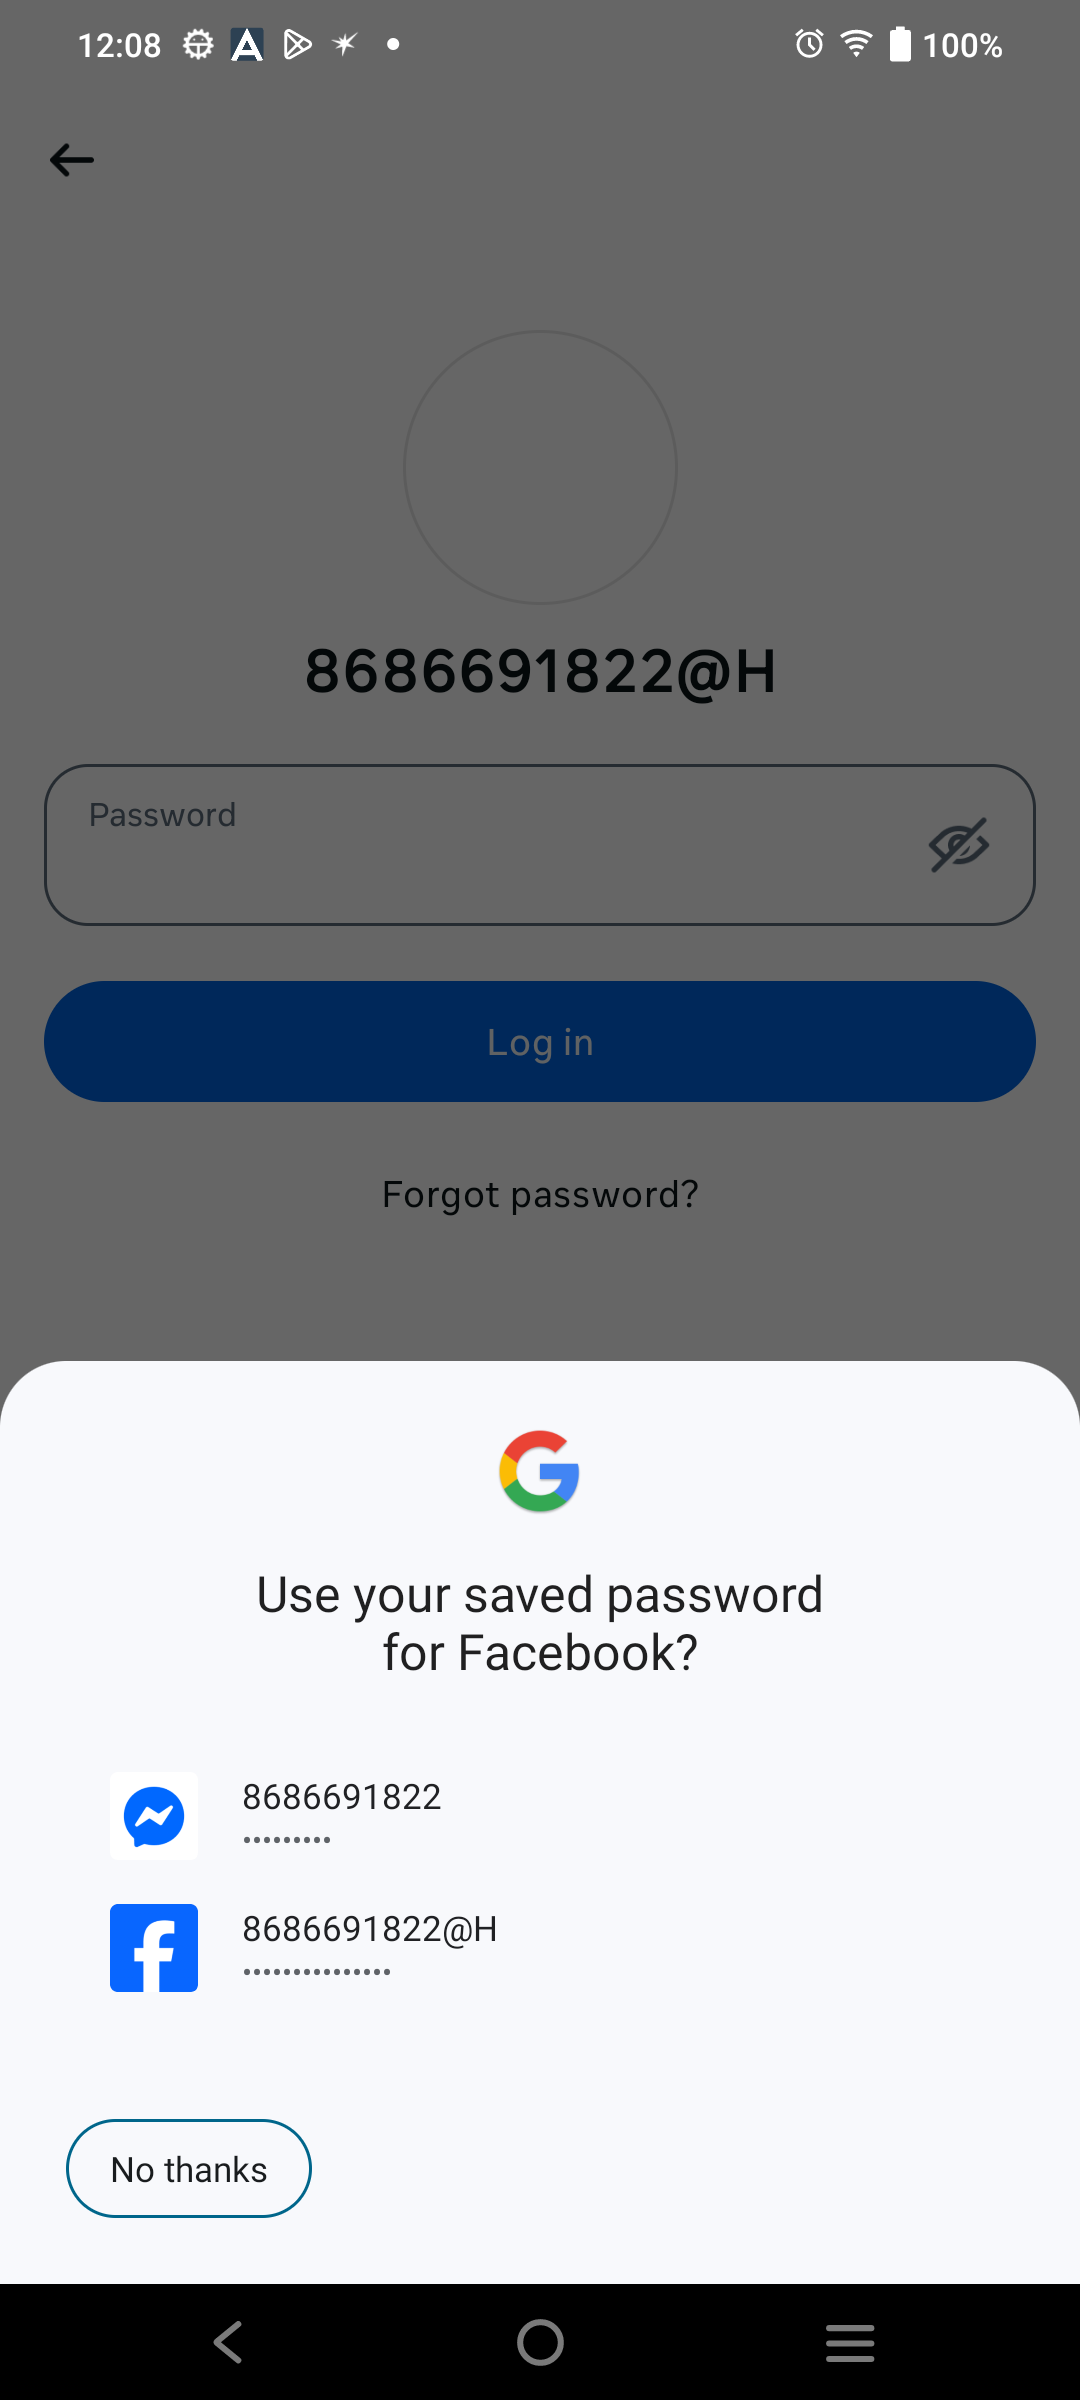 12:08
100%
8686691822@H
Password
Log in
Forgot password?
Use your saved password
for Facebook?
8686691822
•••••••••
8686691822@H
•••••••••••••••
No thanks